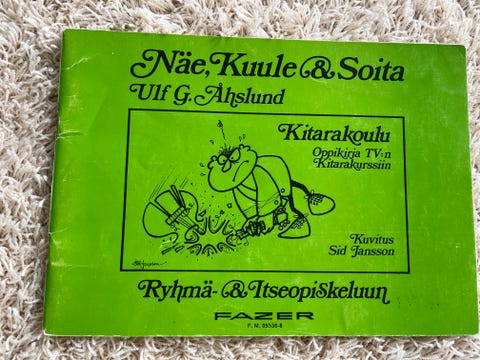 Näe, Kuule & Soita
Ulf G. Åhslund
Kitarakoulu
Oppikirja TV:n
Kitarakurssiin
Kuvitus
Sid Jansson
Ryhmä- & Itseopiskeluun
FAZER
F. M. 05536-8